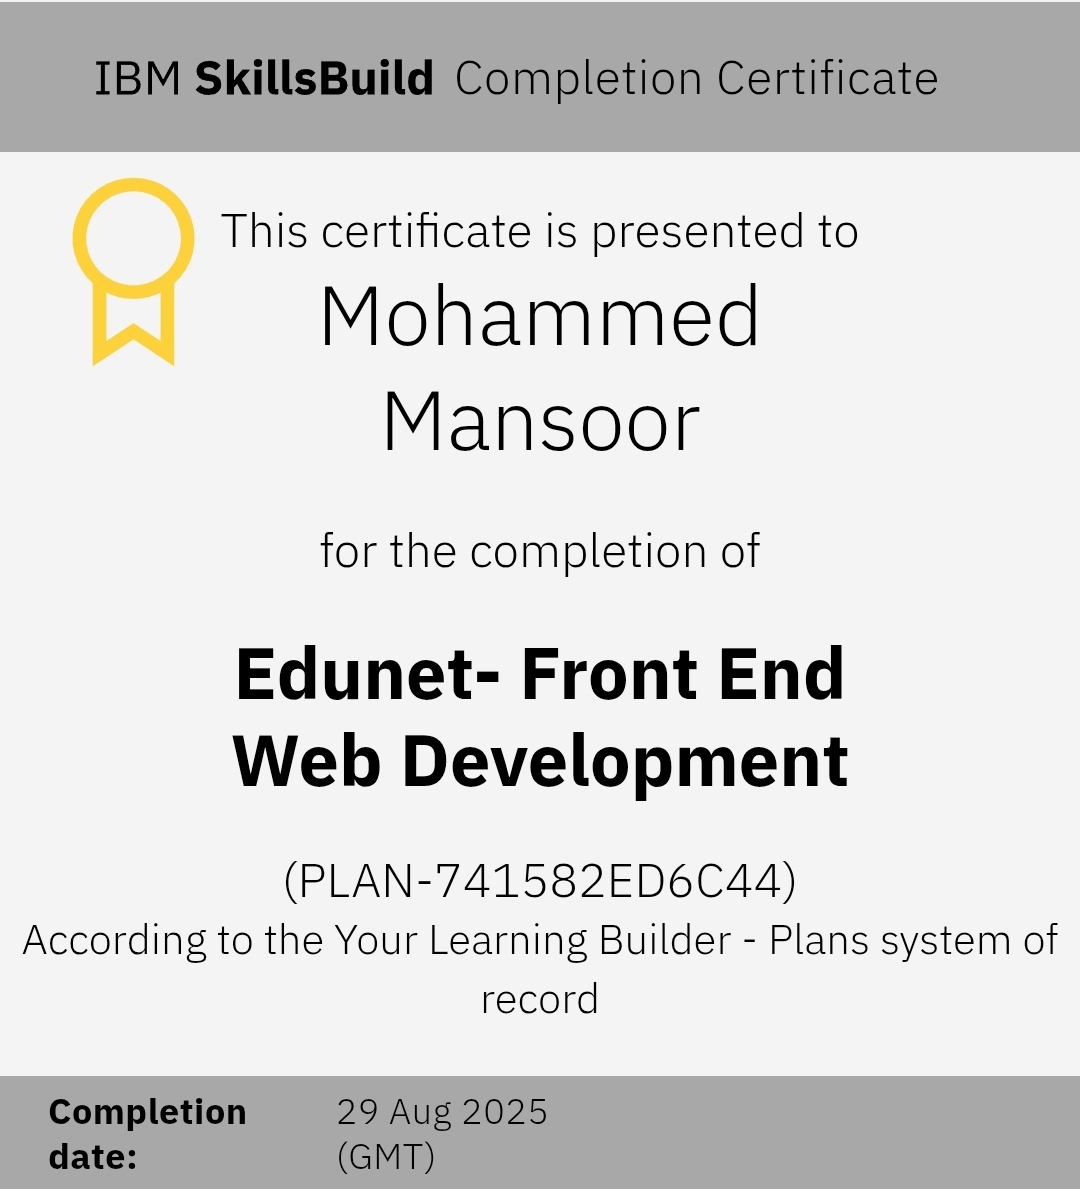 IBM SkillsBuild Completion Certificate
This certificate is presented to
Mohammed
Mansoor
for the completion of
Edunet- Front End
Web Development
(PLAN-741582ED6C44)
According to the Your Learning Builder - Plans system of
record
Completion date: 29 Aug 2025 (GMT)